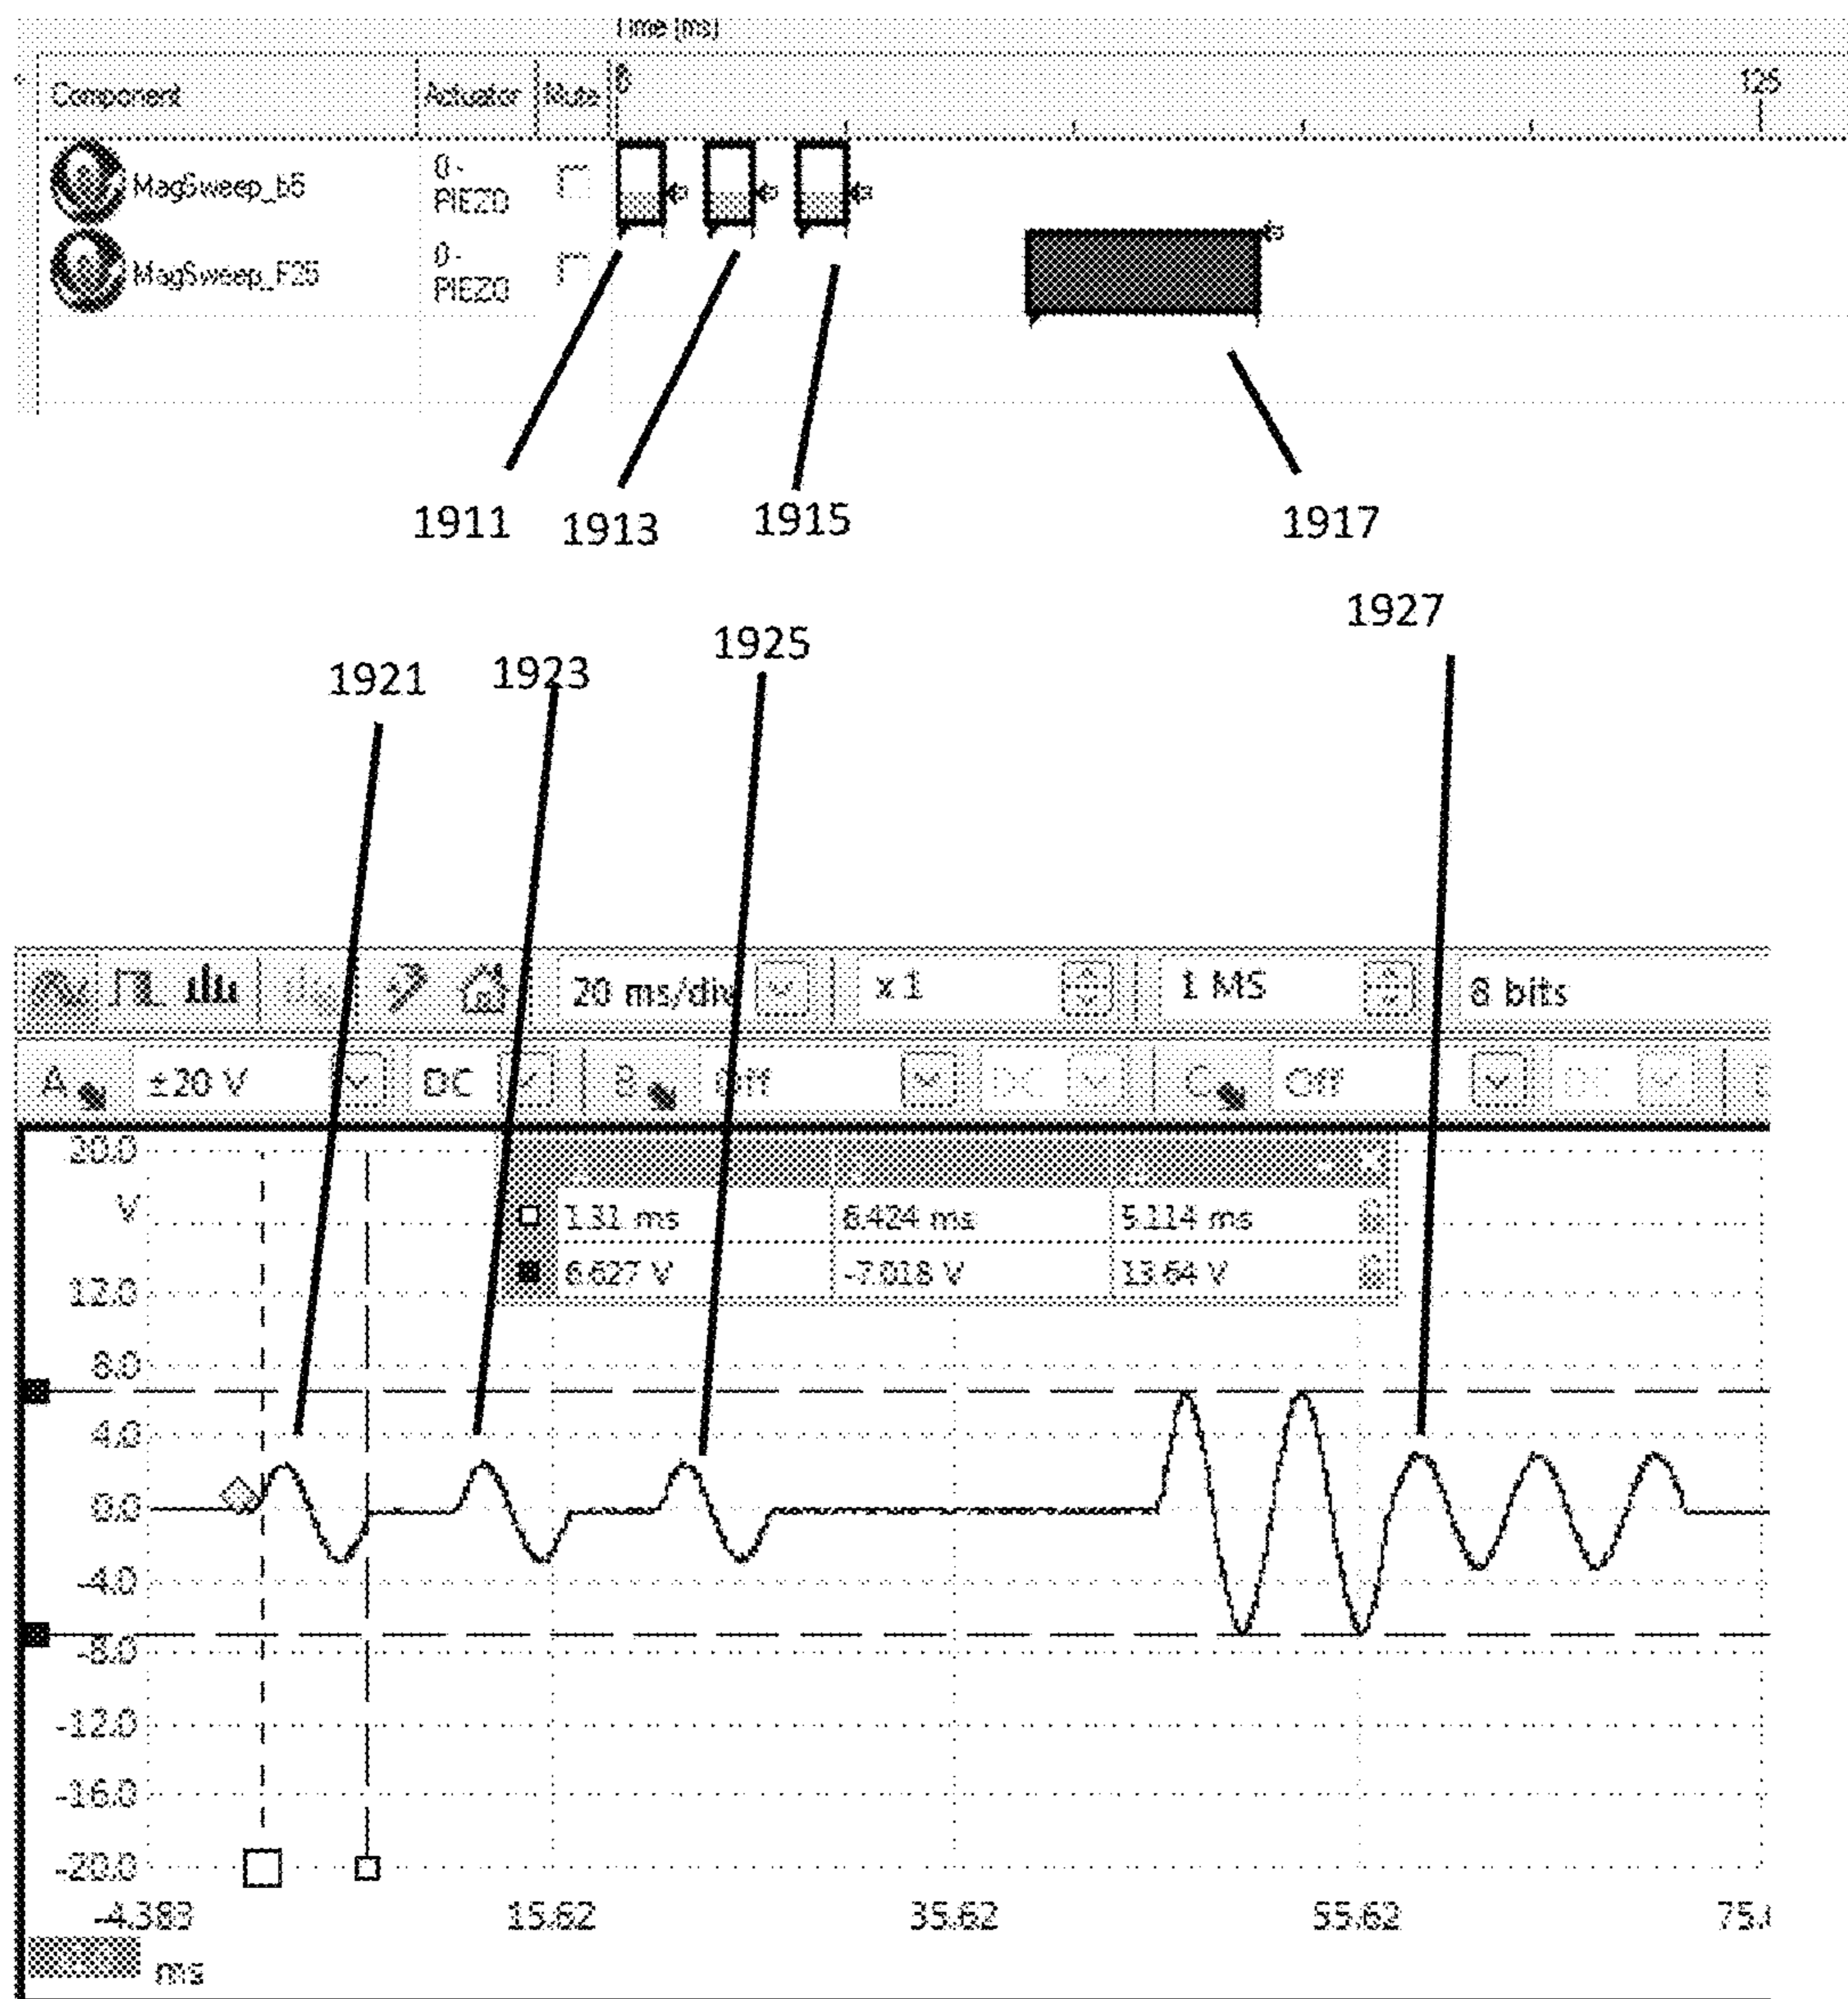 Time (ms)
Component Actuator Mute 0 125
MagSweep_b5 0 - PIEZO
MagSweep_F25 0 - PIEZO
1911 1913 1915 1917
1921 1923 1925 1927
20 ms/div x 1 1 MS 8 bits
A ±20 V DC B Off DC C Off DC
20.0
V
1.31 ms 6.424 ms 5.114 ms
6.627 V -7.018 V 13.64 V
12.0
8.0
4.0
0.0
-4.0
-8.0
-12.0
-16.0
-20.0
-4.383 15.62 35.62 55.62
ms